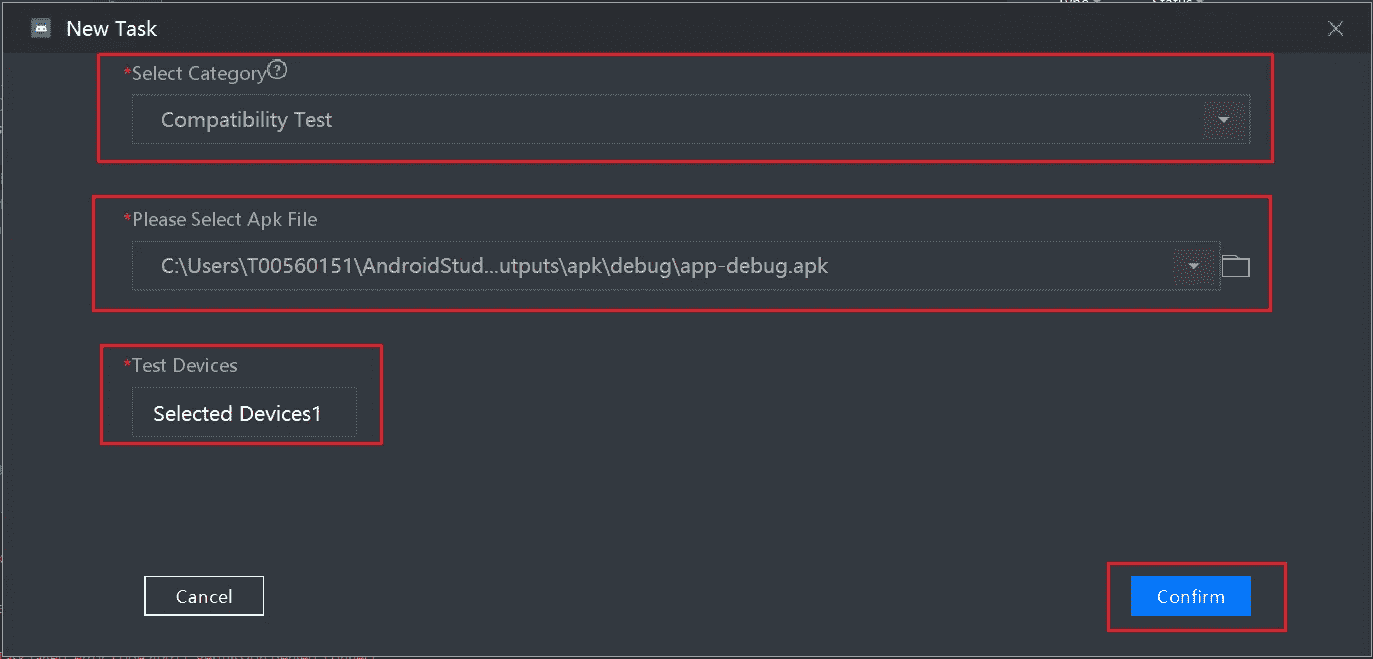 New Task
*Select Category?
Compatibility Test
*Please Select Apk File
C:\Users\T00560151\AndroidStud...utputs\apk\debug\app-debug.apk
*Test Devices
Selected Devices1
Cancel
Confirm